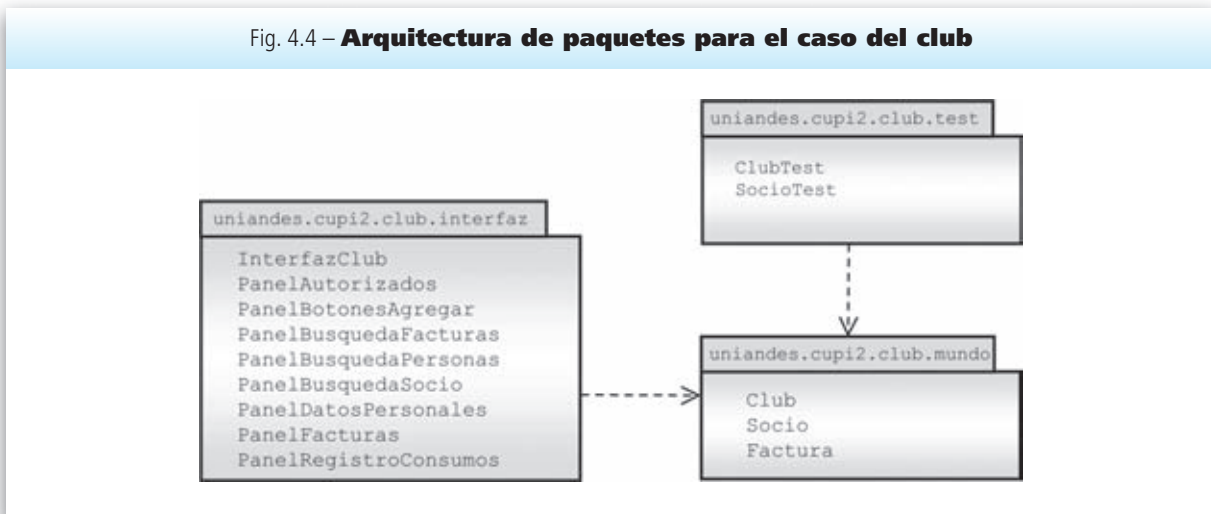 Fig. 4.4 – Arquitectura de paquetes para el caso del club
uniandes.cupi2.club.test
ClubTest
SocioTest
uniandes.cupi2.club.interfaz
InterfazClub
PanelAutorizados
PanelBotonesAgregar
PanelBusquedaFacturas
PanelBusquedaPersonas
PanelBusquedaSocio
PanelDatosPersonales
PanelFacturas
PanelRegistroConsumos
uniandes.cupi2.club.mundo
Club
Socio
Factura